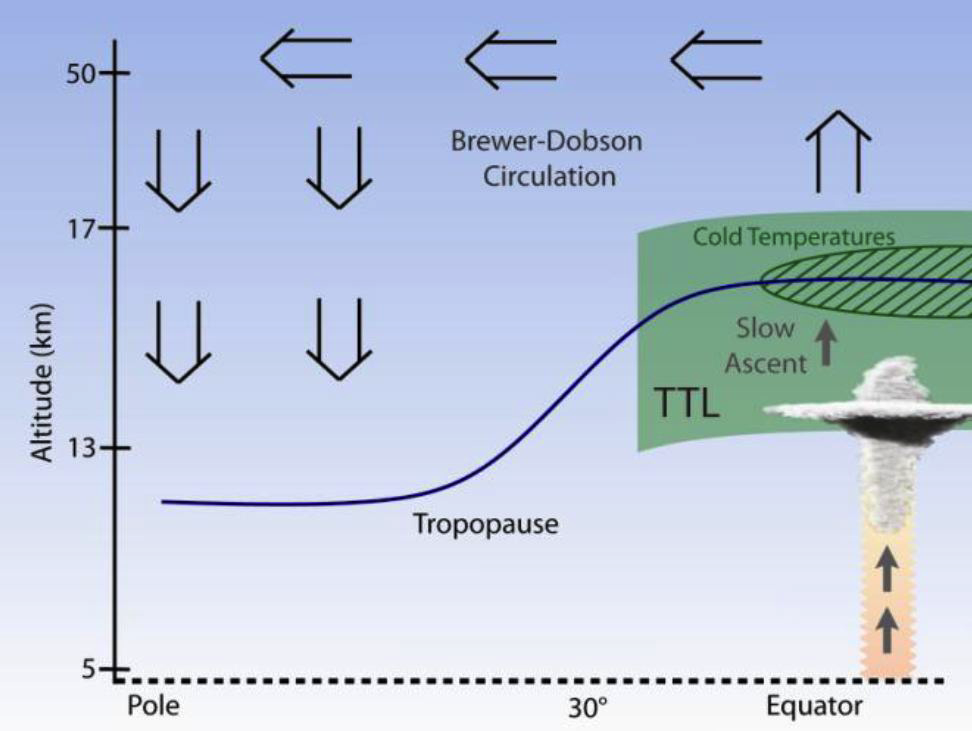 50
Brewer-Dobson
Circulation
17
Cold Temperatures
Slow
Ascent
TTL
Altitude (km)
13
Tropopause
5
Pole
30°
Equator